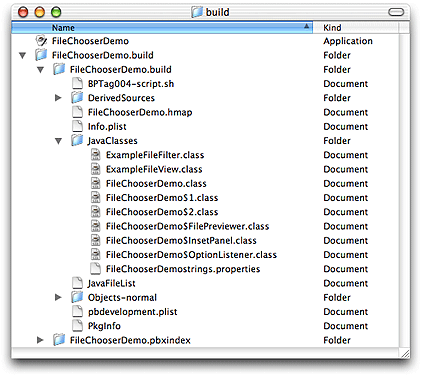 build
Name Kind
FileChooserDemo Application
FileChooserDemo.build Folder
FileChooserDemo.build Folder
BPTag004-script.sh Document
DerivedSources Folder
FileChooserDemo.hmap Document
Info.plist Document
JavaClasses Folder
ExampleFileFilter.class Document
ExampleFileView.class Document
FileChooserDemo.class Document
FileChooserDemo$1.class Document
FileChooserDemo$2.class Document
FileChooserDemo$FilePreviewer.class Document
FileChooserDemo$InsetPanel.class Document
FileChooserDemo$OptionListener.class Document
FileChooserDemostrings.properties Document
JavaFileList Document
Objects-normal Folder
pbdevelopment.plist Document
PkgInfo Document
FileChooserDemo.pbxindex Folder